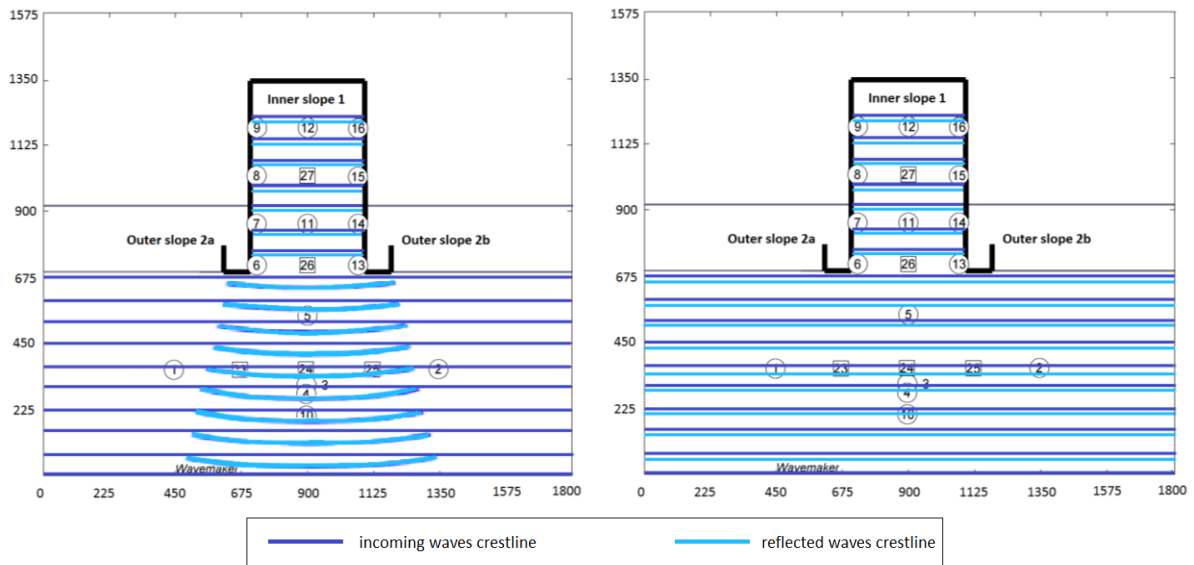 1575
1350
Inner slope 1
9 12 16
1125
8 27 15
900
7 11 14
Outer slope 2a
Outer slope 2b
6 26 13
675
5
450
1 23 24 25 2
3
4
225
10
Wavemaker
0 225 450 675 900 1125 1350 1575 1800
1575
1350
Inner slope 1
9 12 16
1125
8 27 15
900
7 11 14
Outer slope 2a
Outer slope 2b
6 26 13
675
5
450
1 23 24 25 2
3
4
225
10
Wavemaker
0 225 450 675 900 1125 1350 1575 1800
incoming waves crestline
reflected waves crestline